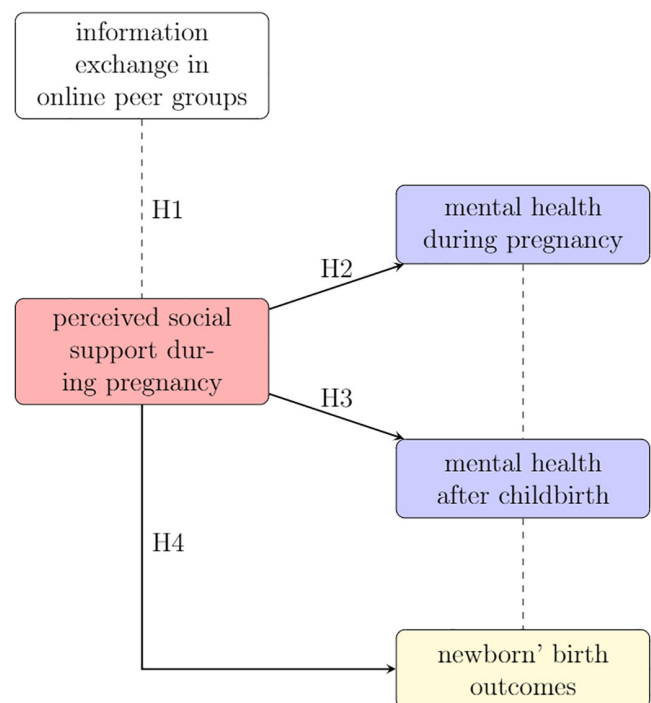 information
exchange in
online peer groups
H1
mental health
during pregnancy
H2
perceived social
support dur-
ing pregnancy
H3
mental health
after childbirth
H4
newborn' birth
outcomes